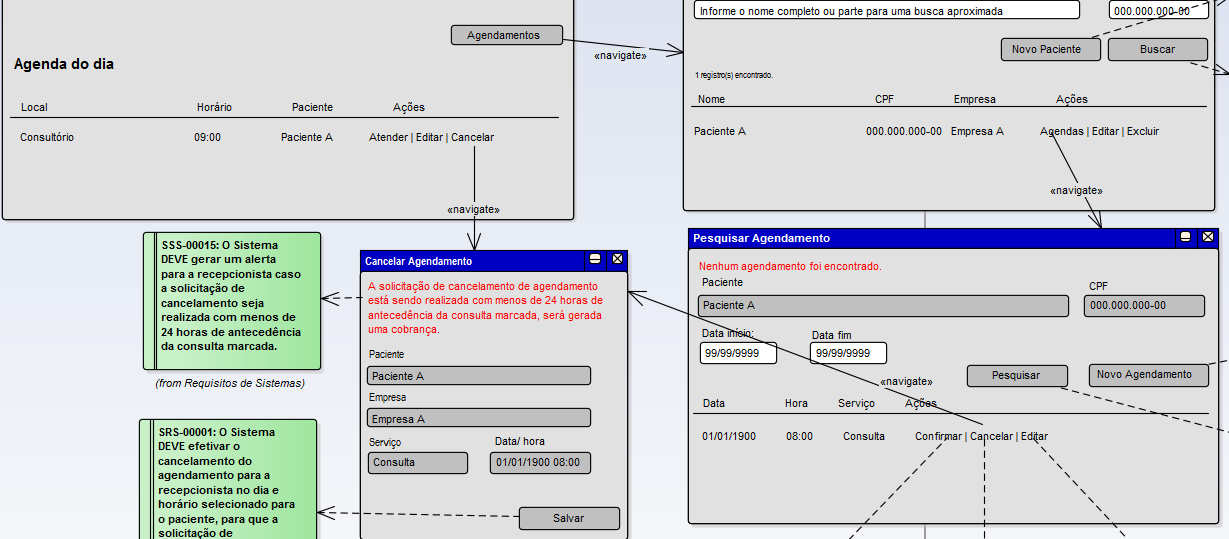 Agendamentos
«navigate»
Agenda do dia
Local Horário Paciente Ações
Consultório 09:00 Paciente A Atender | Editar | Cancelar
«navigate»
Informe o nome completo ou parte para uma busca aproximada 000.000.000-00
Novo Paciente Buscar
1 registro(s) encontrado.
Nome CPF Empresa Ações
Paciente A 000.000.000-00 Empresa A Agendas | Editar | Excluir
«navigate»
SSS-00015: O Sistema
DEVE gerar um alerta
para a recepcionista caso
a solicitação de
cancelamento seja
realizada com menos de
24 horas de antecedência
da consulta marcada.
(from Requisitos de Sistemas)
SRS-00001: O Sistema
DEVE efetivar o
cancelamento do
agendamento para a
recepcionista no dia e
horário selecionado para
o paciente, para que a
solicitação de
Cancelar Agendamento
A solicitação de cancelamento de agendamento
está sendo realizada com menos de 24 horas de
antecedência da consulta marcada, será gerada
uma cobrança.
Paciente
Paciente A
Empresa
Empresa A
Serviço Data/ hora
Consulta 01/01/1900 08:00
Salvar
Pesquisar Agendamento
Nenhum agendamento foi encontrado.
Paciente CPF
Paciente A 000.000.000-00
Data início: Data fim
99/99/9999 99/99/9999
«navigate» Pesquisar Novo Agendamento
Data Hora Serviço Ações
01/01/1900 08:00 Consulta Confirmar | Cancelar | Editar